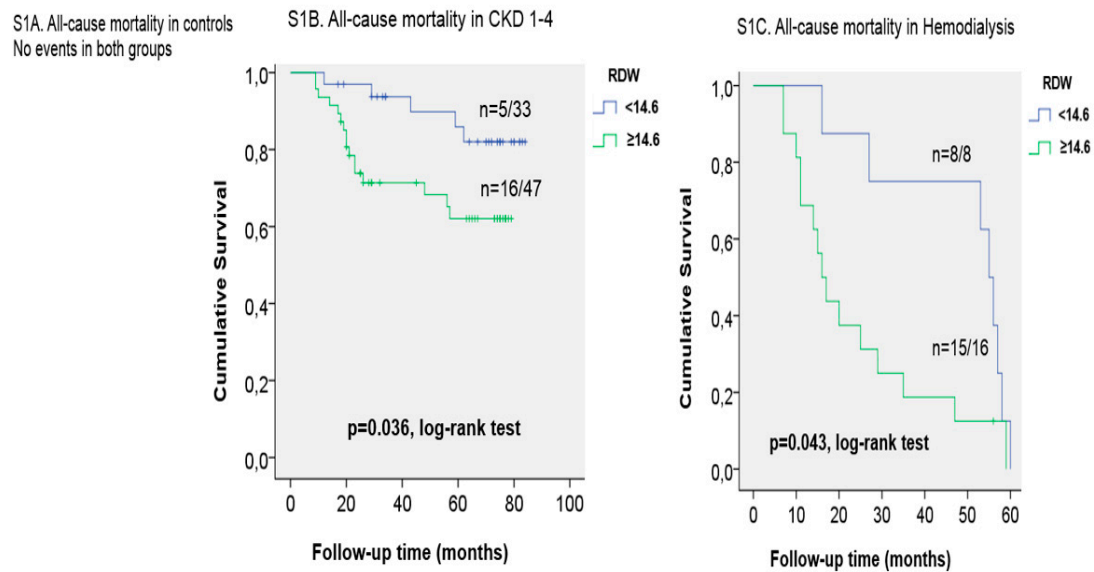 S1A. All-cause mortality in controls
No events in both groups
S1B. All-cause mortality in CKD 1-4
RDW
<14.6
≥14.6
1,0
0,8
0,6
0,4
0,2
0,0
Cumulative Survival
n=5/33
n=16/47
p=0.036, log-rank test
0 20 40 60 80 100
Follow-up time (months)
S1C. All-cause mortality in Hemodialysis
RDW
<14.6
≥14.6
1,0
0,8
0,6
0,4
0,2
0,0
Cumulative Survival
n=8/8
n=15/16
p=0.043, log-rank test
0 10 20 30 40 50 60
Follow-up time (months)